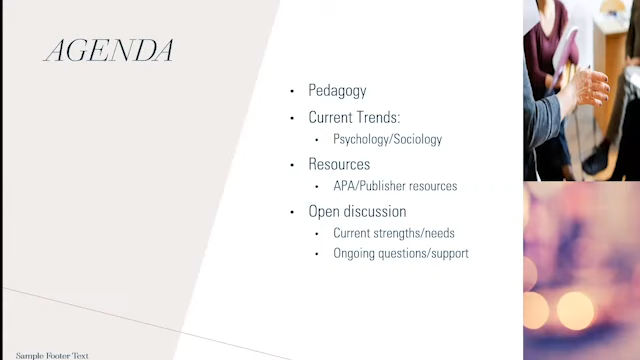 AGENDA
• Pedagogy
• Current Trends:
• Psychology/Sociology
• Resources
• APA/Publisher resources
• Open discussion
• Current strengths/needs
• Ongoing questions/support
Sample Footer Text